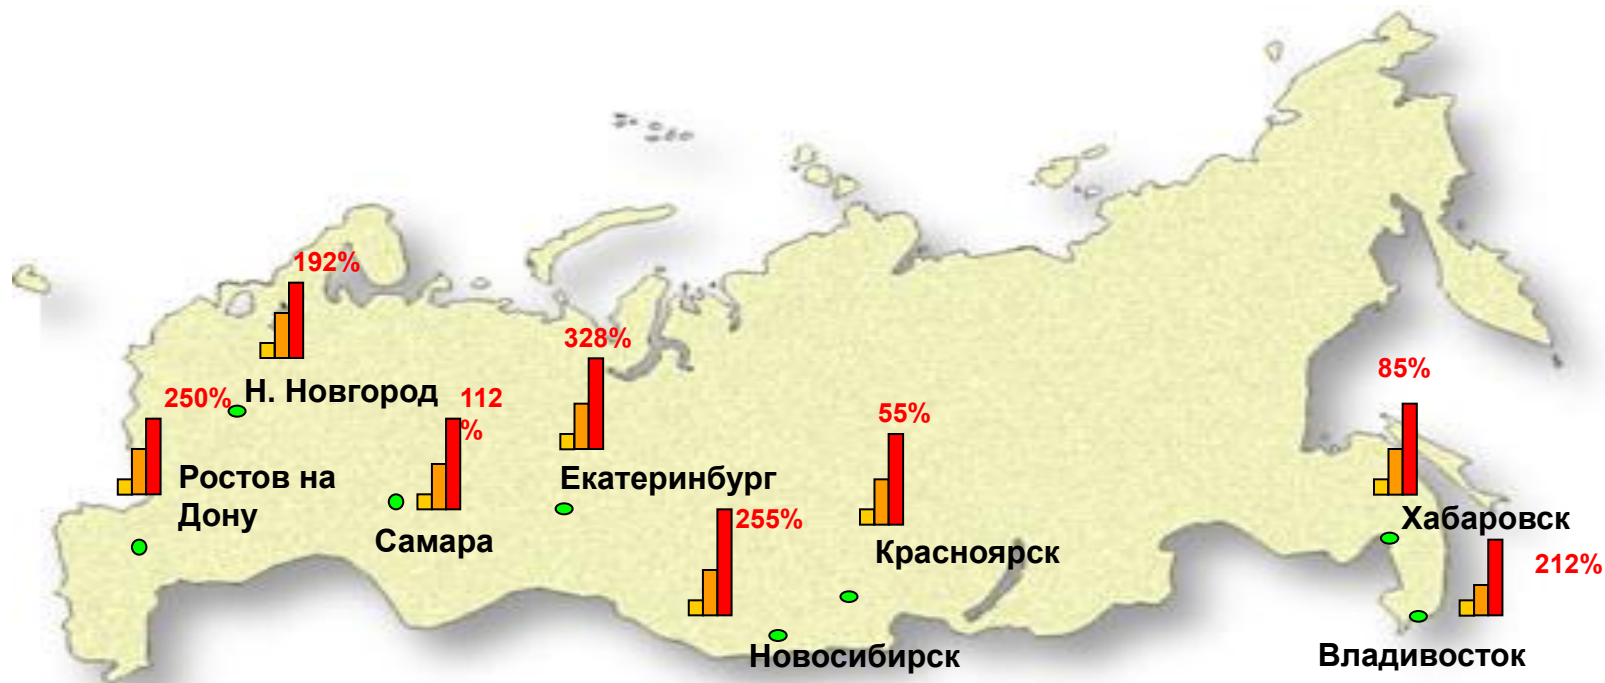 192%
328%
85%
Н. Новгород
250%
112
%
55%
Ростов на
Дону
Екатеринбург
255%
Самара
Красноярск
Хабаровск
212%
Новосибирск
Владивосток